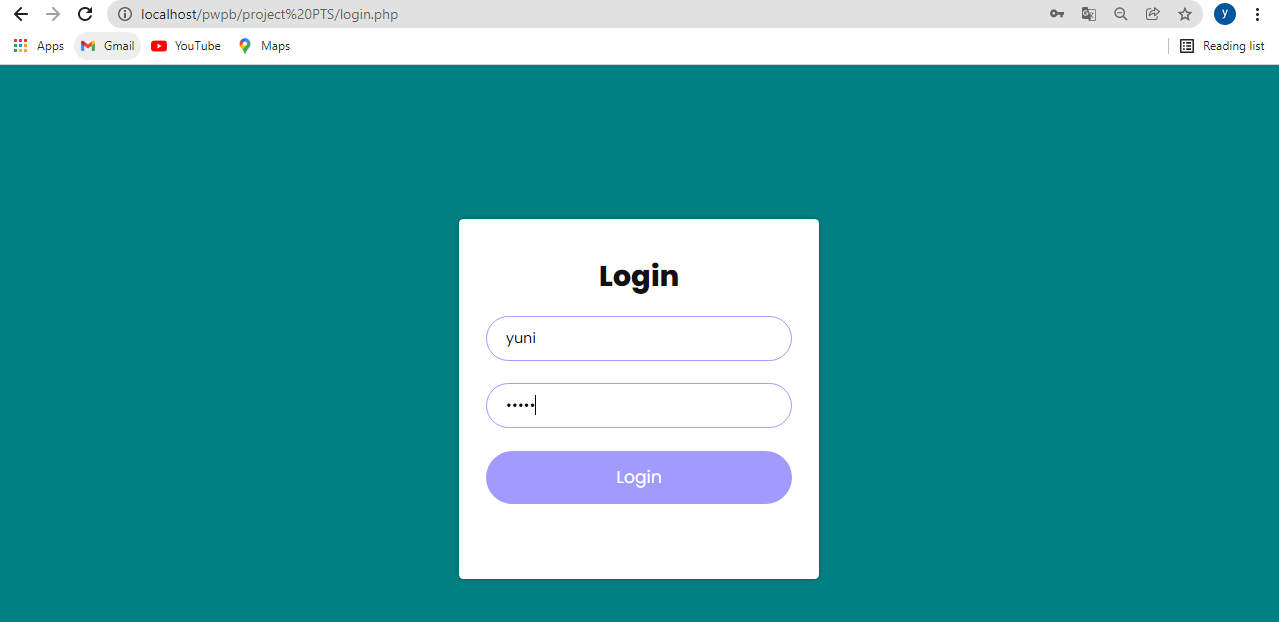 localhost/pwpb/project%20PTS/login.php
y
Apps Gmail YouTube Maps Reading list
Login
yuni
•••••
Login